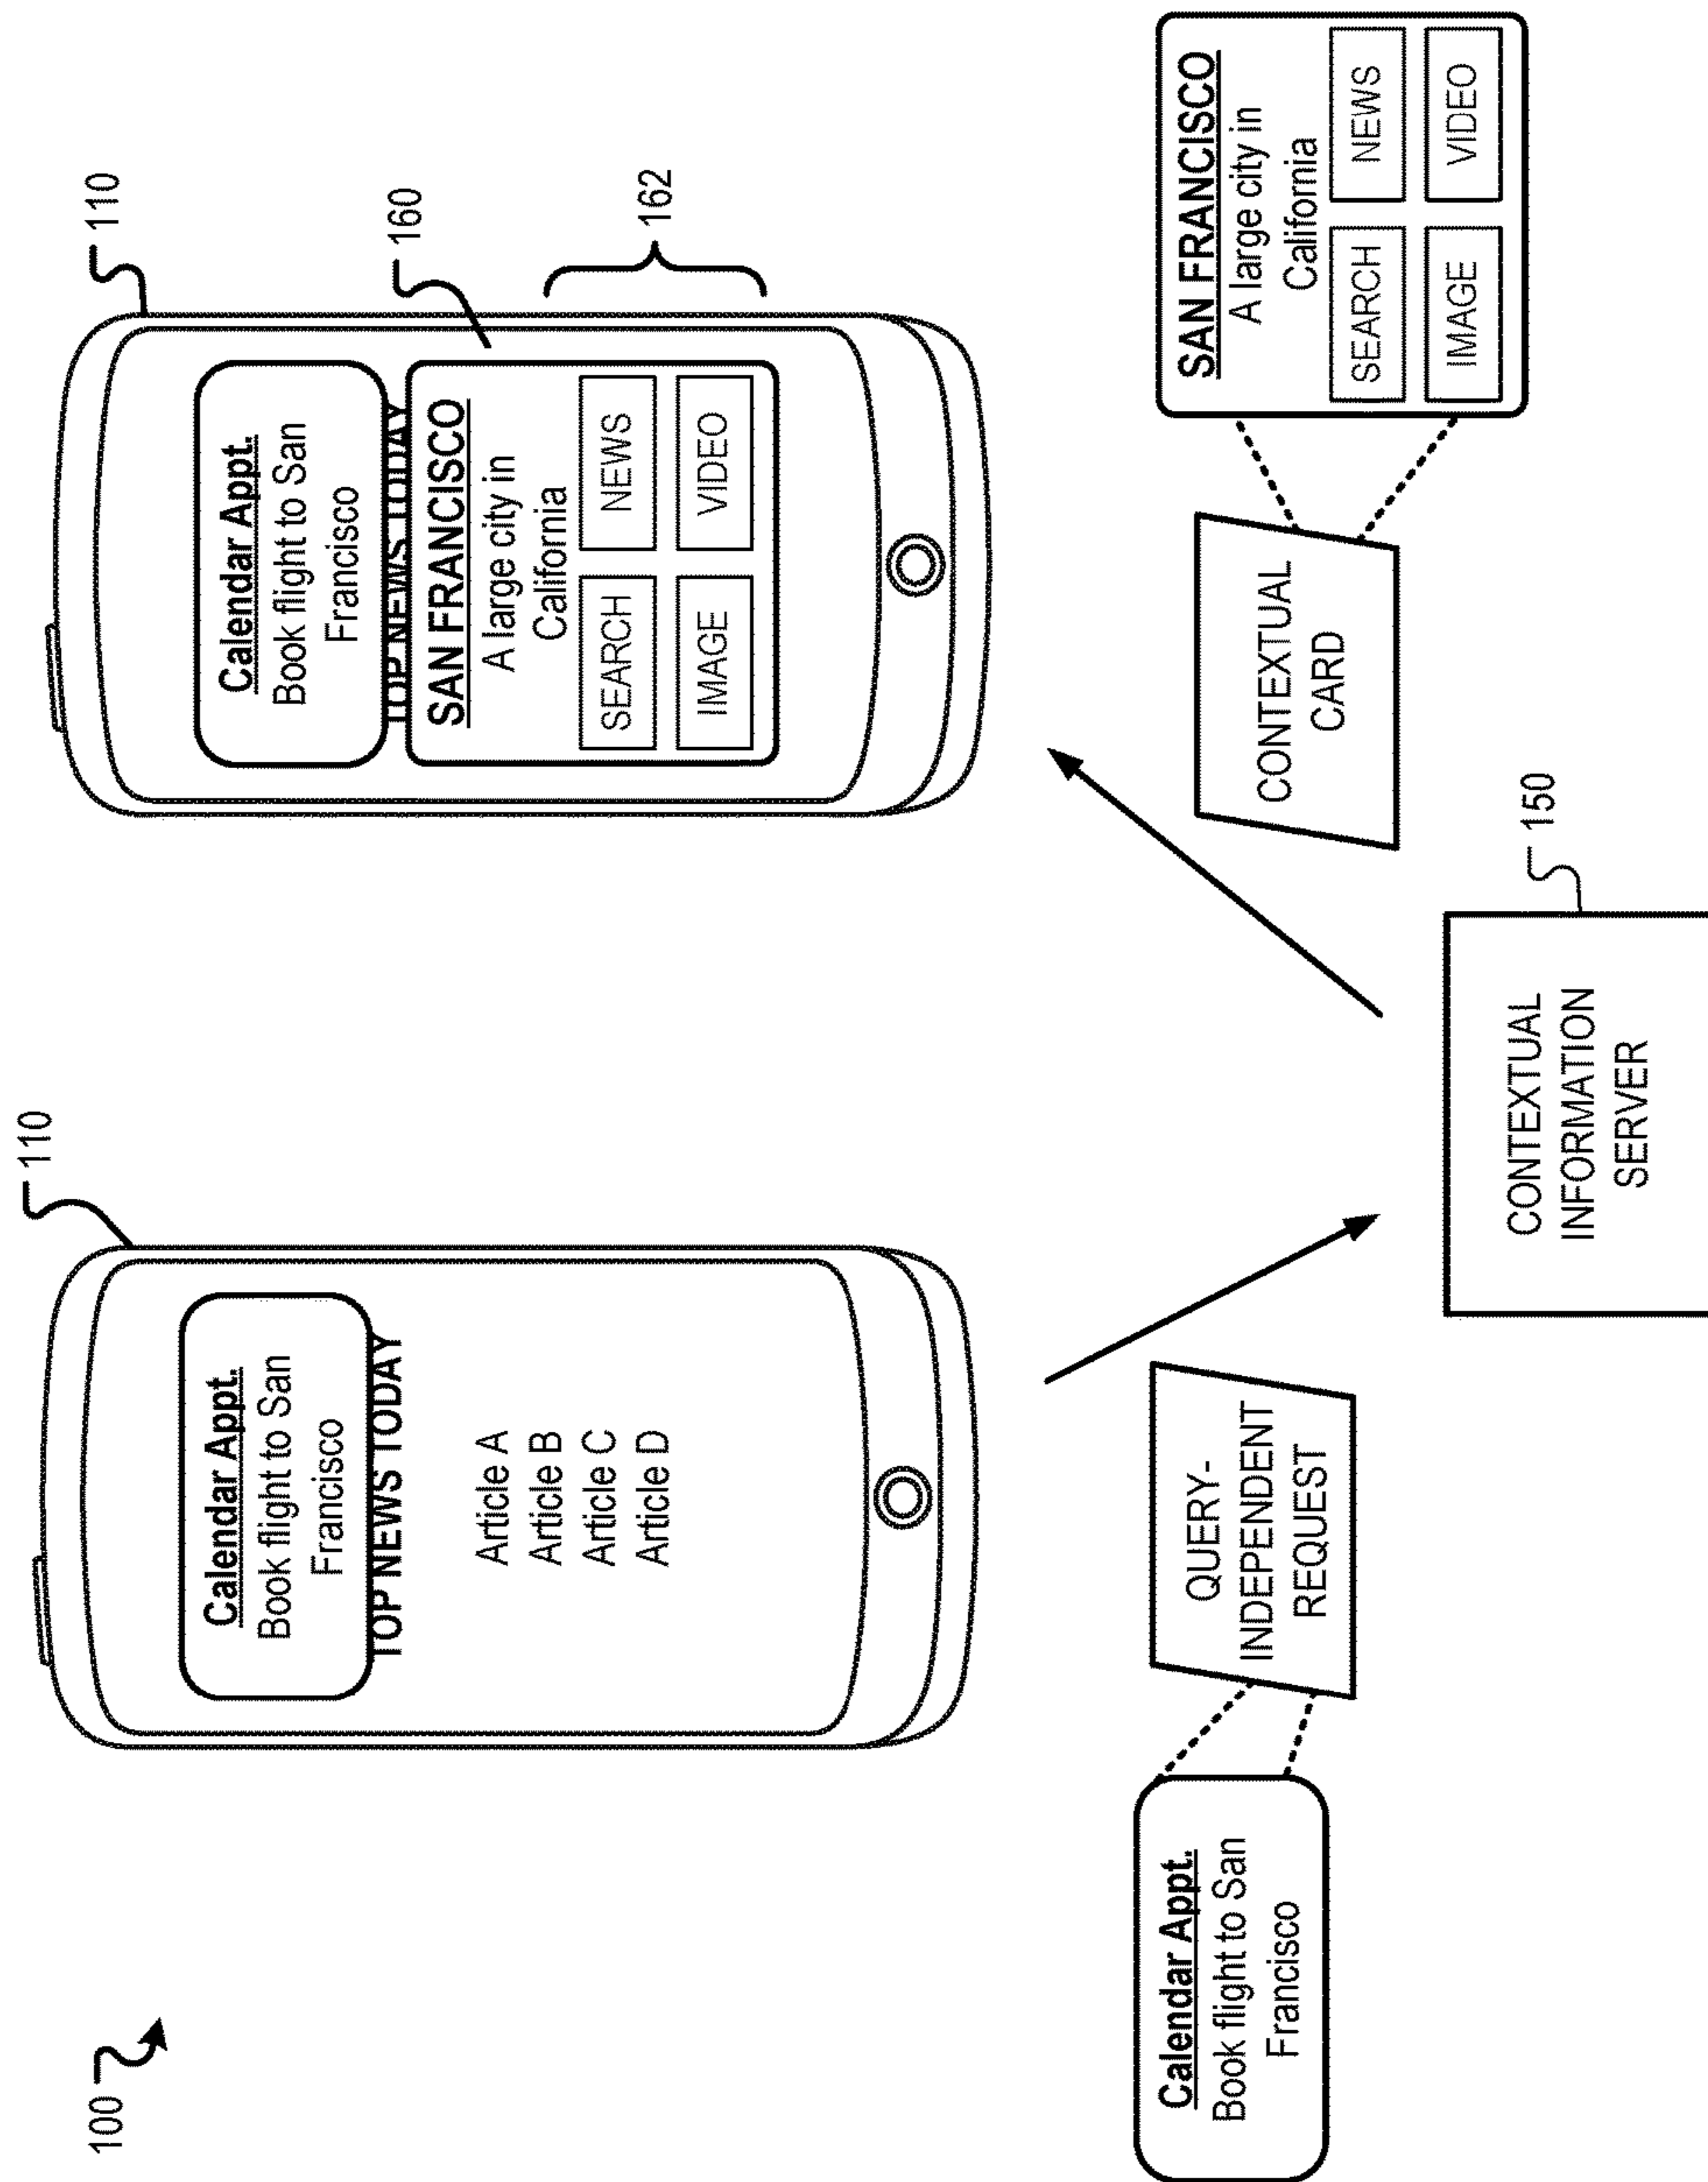 100
110
Calendar Appt.
Book flight to San
Francisco
TOP NEWS TODAY
Article A
Article B
Article C
Article D
110
Calendar Appt.
Book flight to San
Francisco
TOP NEWS TODAY
160
SAN FRANCISCO
A large city in
California
SEARCH NEWS
IMAGE VIDEO
162
Calendar Appt.
Book flight to San
Francisco
QUERY-
INDEPENDENT
REQUEST
CONTEXTUAL
CARD
SAN FRANCISCO
A large city in
California
SEARCH NEWS
IMAGE VIDEO
150
CONTEXTUAL
INFORMATION
SERVER